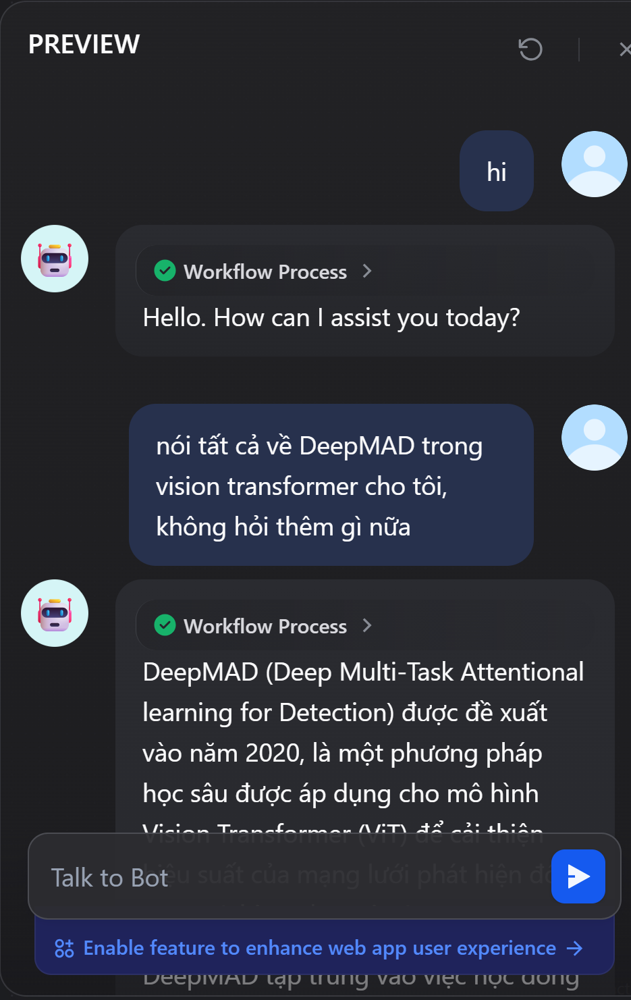 PREVIEW
hi
Workflow Process
Hello. How can I assist you today?
nói tất cả về DeepMAD trong
vision transformer cho tôi,
không hỏi thêm gì nữa
Workflow Process
DeepMAD (Deep Multi-Task Attentional
learning for Detection) được đề xuất
vào năm 2020, là một phương pháp
học sâu được áp dụng cho mô hình
Vision Transformer (ViT) để cải thiện
suất của mạng lưới phát hiện
Talk to Bot
Enable feature to enhance web app user experience
DeepMAD tập trung vào việc học đồng